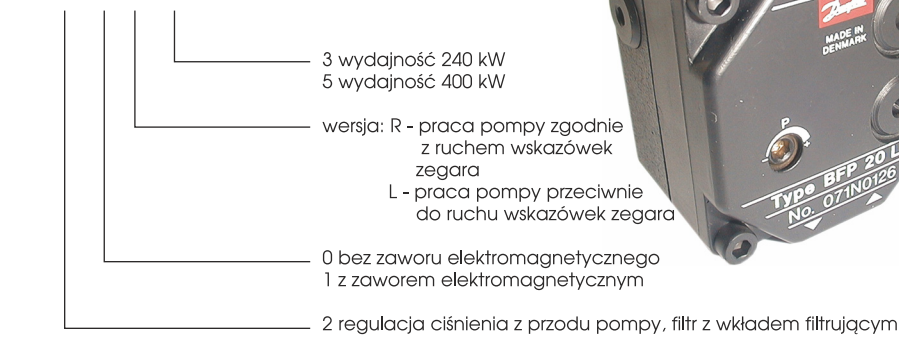 Danfoss
MADE IN
DENMARK
3 wydajność 240 kW
5 wydajność 400 kW
P
+
wersja: R - praca pompy zgodnie
z ruchem wskazówek
zegara
L - praca pompy przeciwnie
do ruchu wskazówek zegara
Type BFP 20 L
No. 071N0126
0 bez zaworu elektromagnetycznego
1 z zaworem elektromagnetycznym
2 regulacja ciśnienia z przodu pompy, filtr z wkładem filtrującym